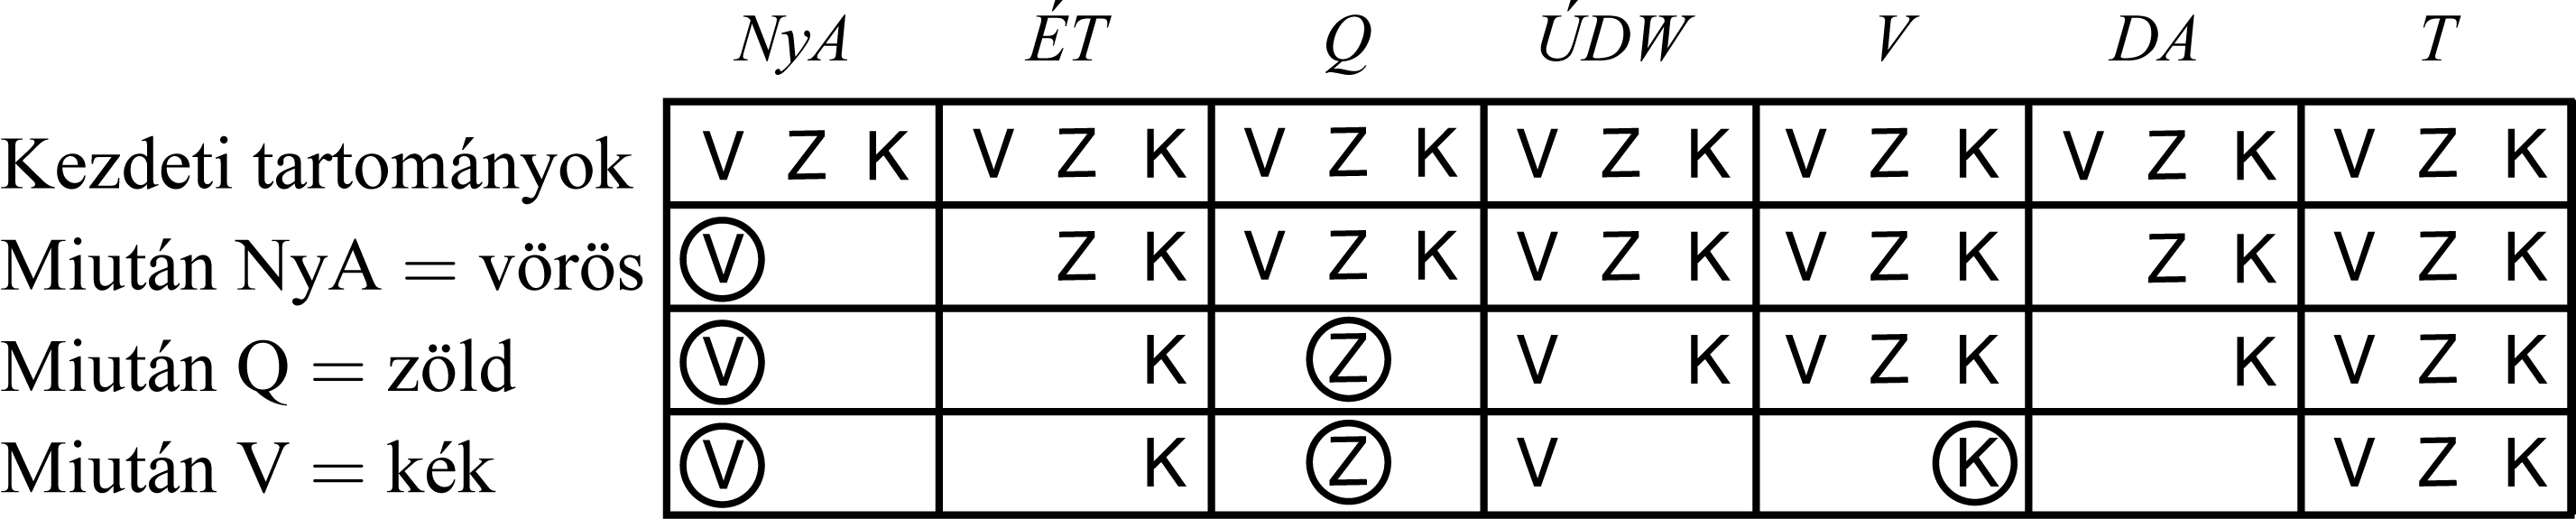 NyA ÉT Q ÚDW V DA T
Kezdeti tartományok V Z K V Z K V Z K V Z K V Z K V Z K V Z K
Miután NyA = vörös V Z K V Z K V Z K V Z K Z K V Z K
Miután Q = zöld V K Z V K V Z K K V Z K
Miután V = kék V K Z V K V Z K